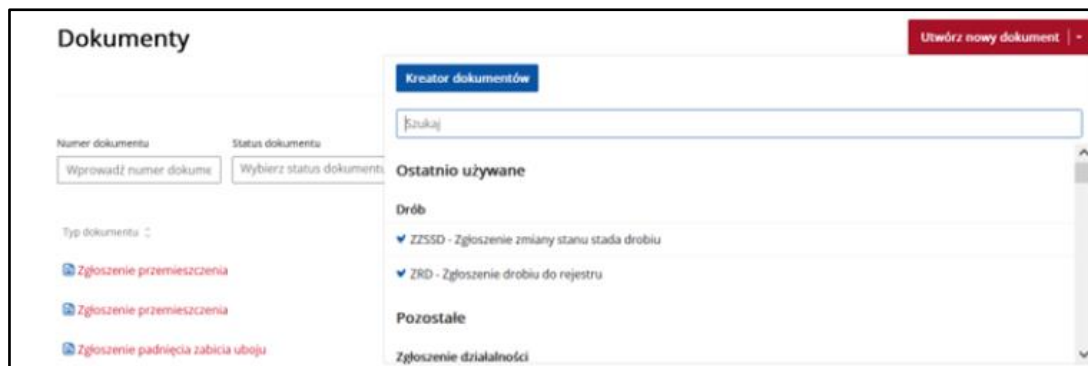 Dokumenty
Utwórz nowy dokument
Kreator dokumentów
Szukaj
Numer dokumentu
Status dokumentu
Wprowadź numer dokume
Wybierz status dokumentu
Ostatnio używane
Drób
Typ dokumentu
ZZSSD - Zgłoszenie zmiany stanu stada drobiu
Zgłoszenie przemieszczenia
ZRD - Zgłoszenie drobiu do rejestru
Zgłoszenie przemieszczenia
Pozostałe
Zgłoszenie padnięcia zabicia uboju
Zgłoszenie działalności